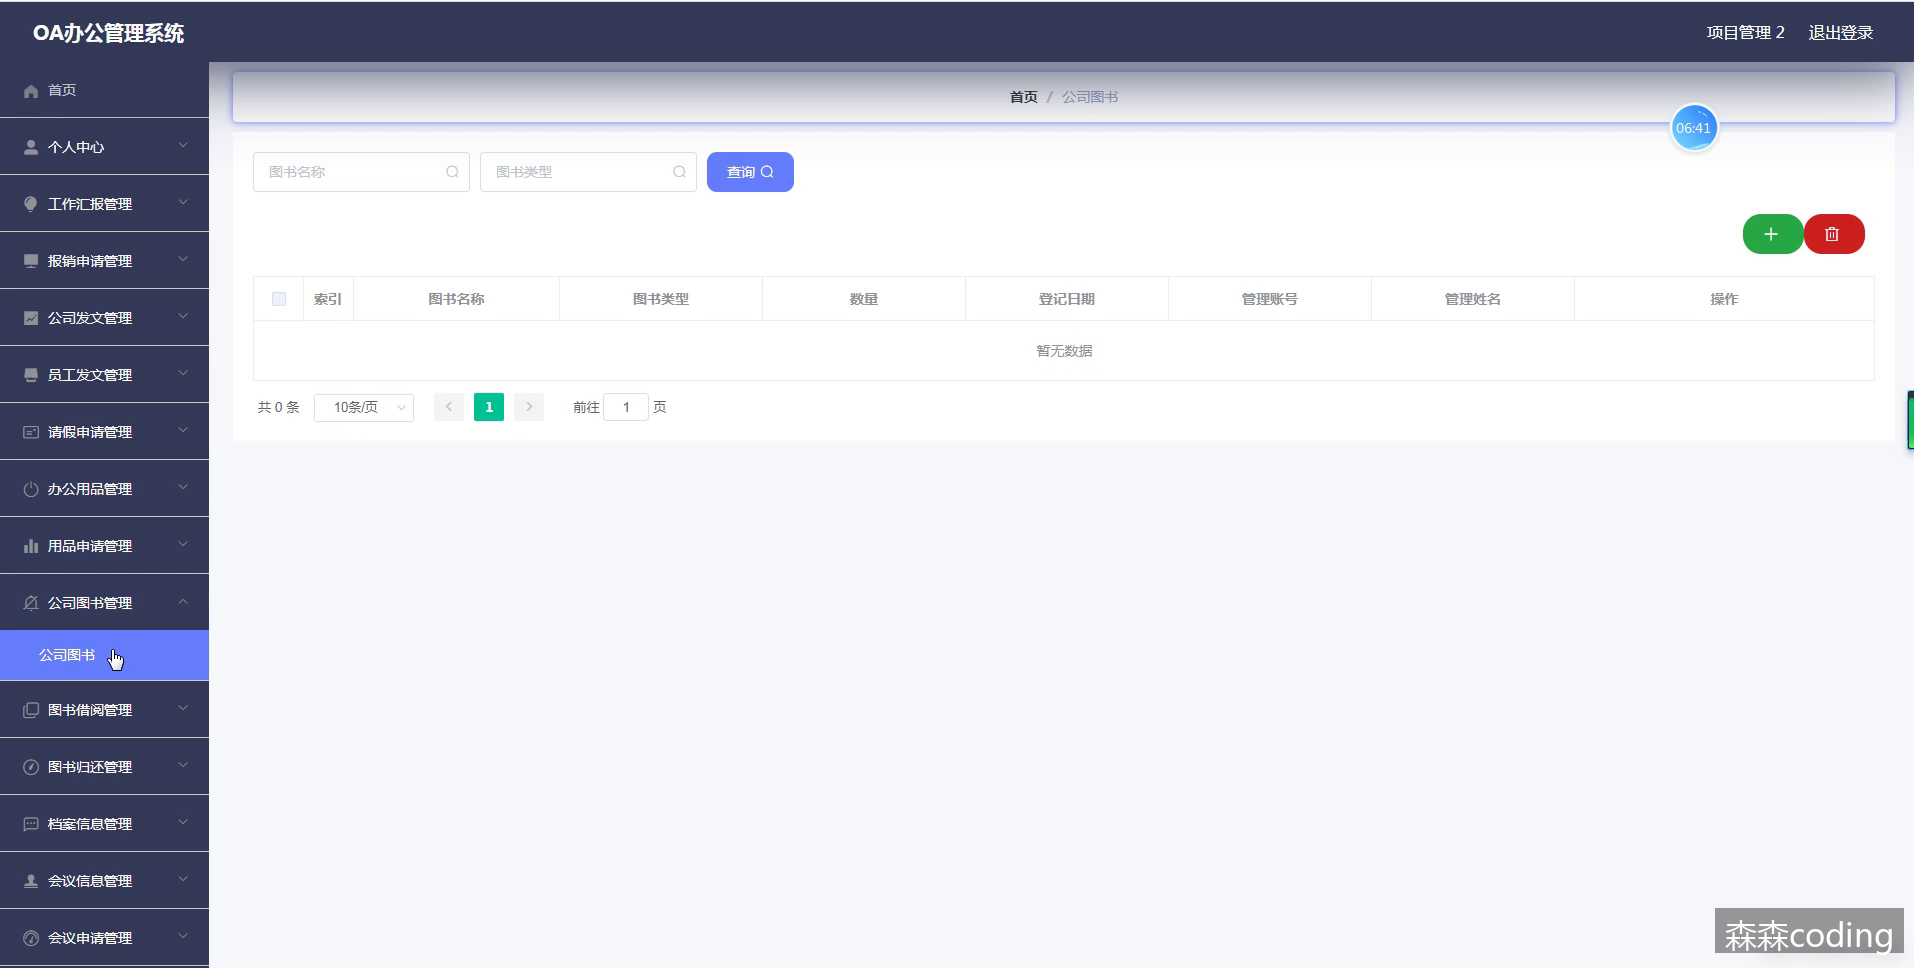 OA办公管理系统
项目管理 2 退出登录
首页
个人中心
工作汇报管理
报销申请管理
公司发文管理
员工发文管理
请假申请管理
办公用品管理
用品申请管理
公司图书管理
公司图书
图书借阅管理
图书归还管理
档案信息管理
会议信息管理
会议申请管理
首页 / 公司图书
06:41
图书名称 图书类型 查询
索引 图书名称 图书类型 数量 登记日期 管理账号 管理姓名 操作
暂无数据
共 0 条 10条/页 1 前往 1 页
森森coding